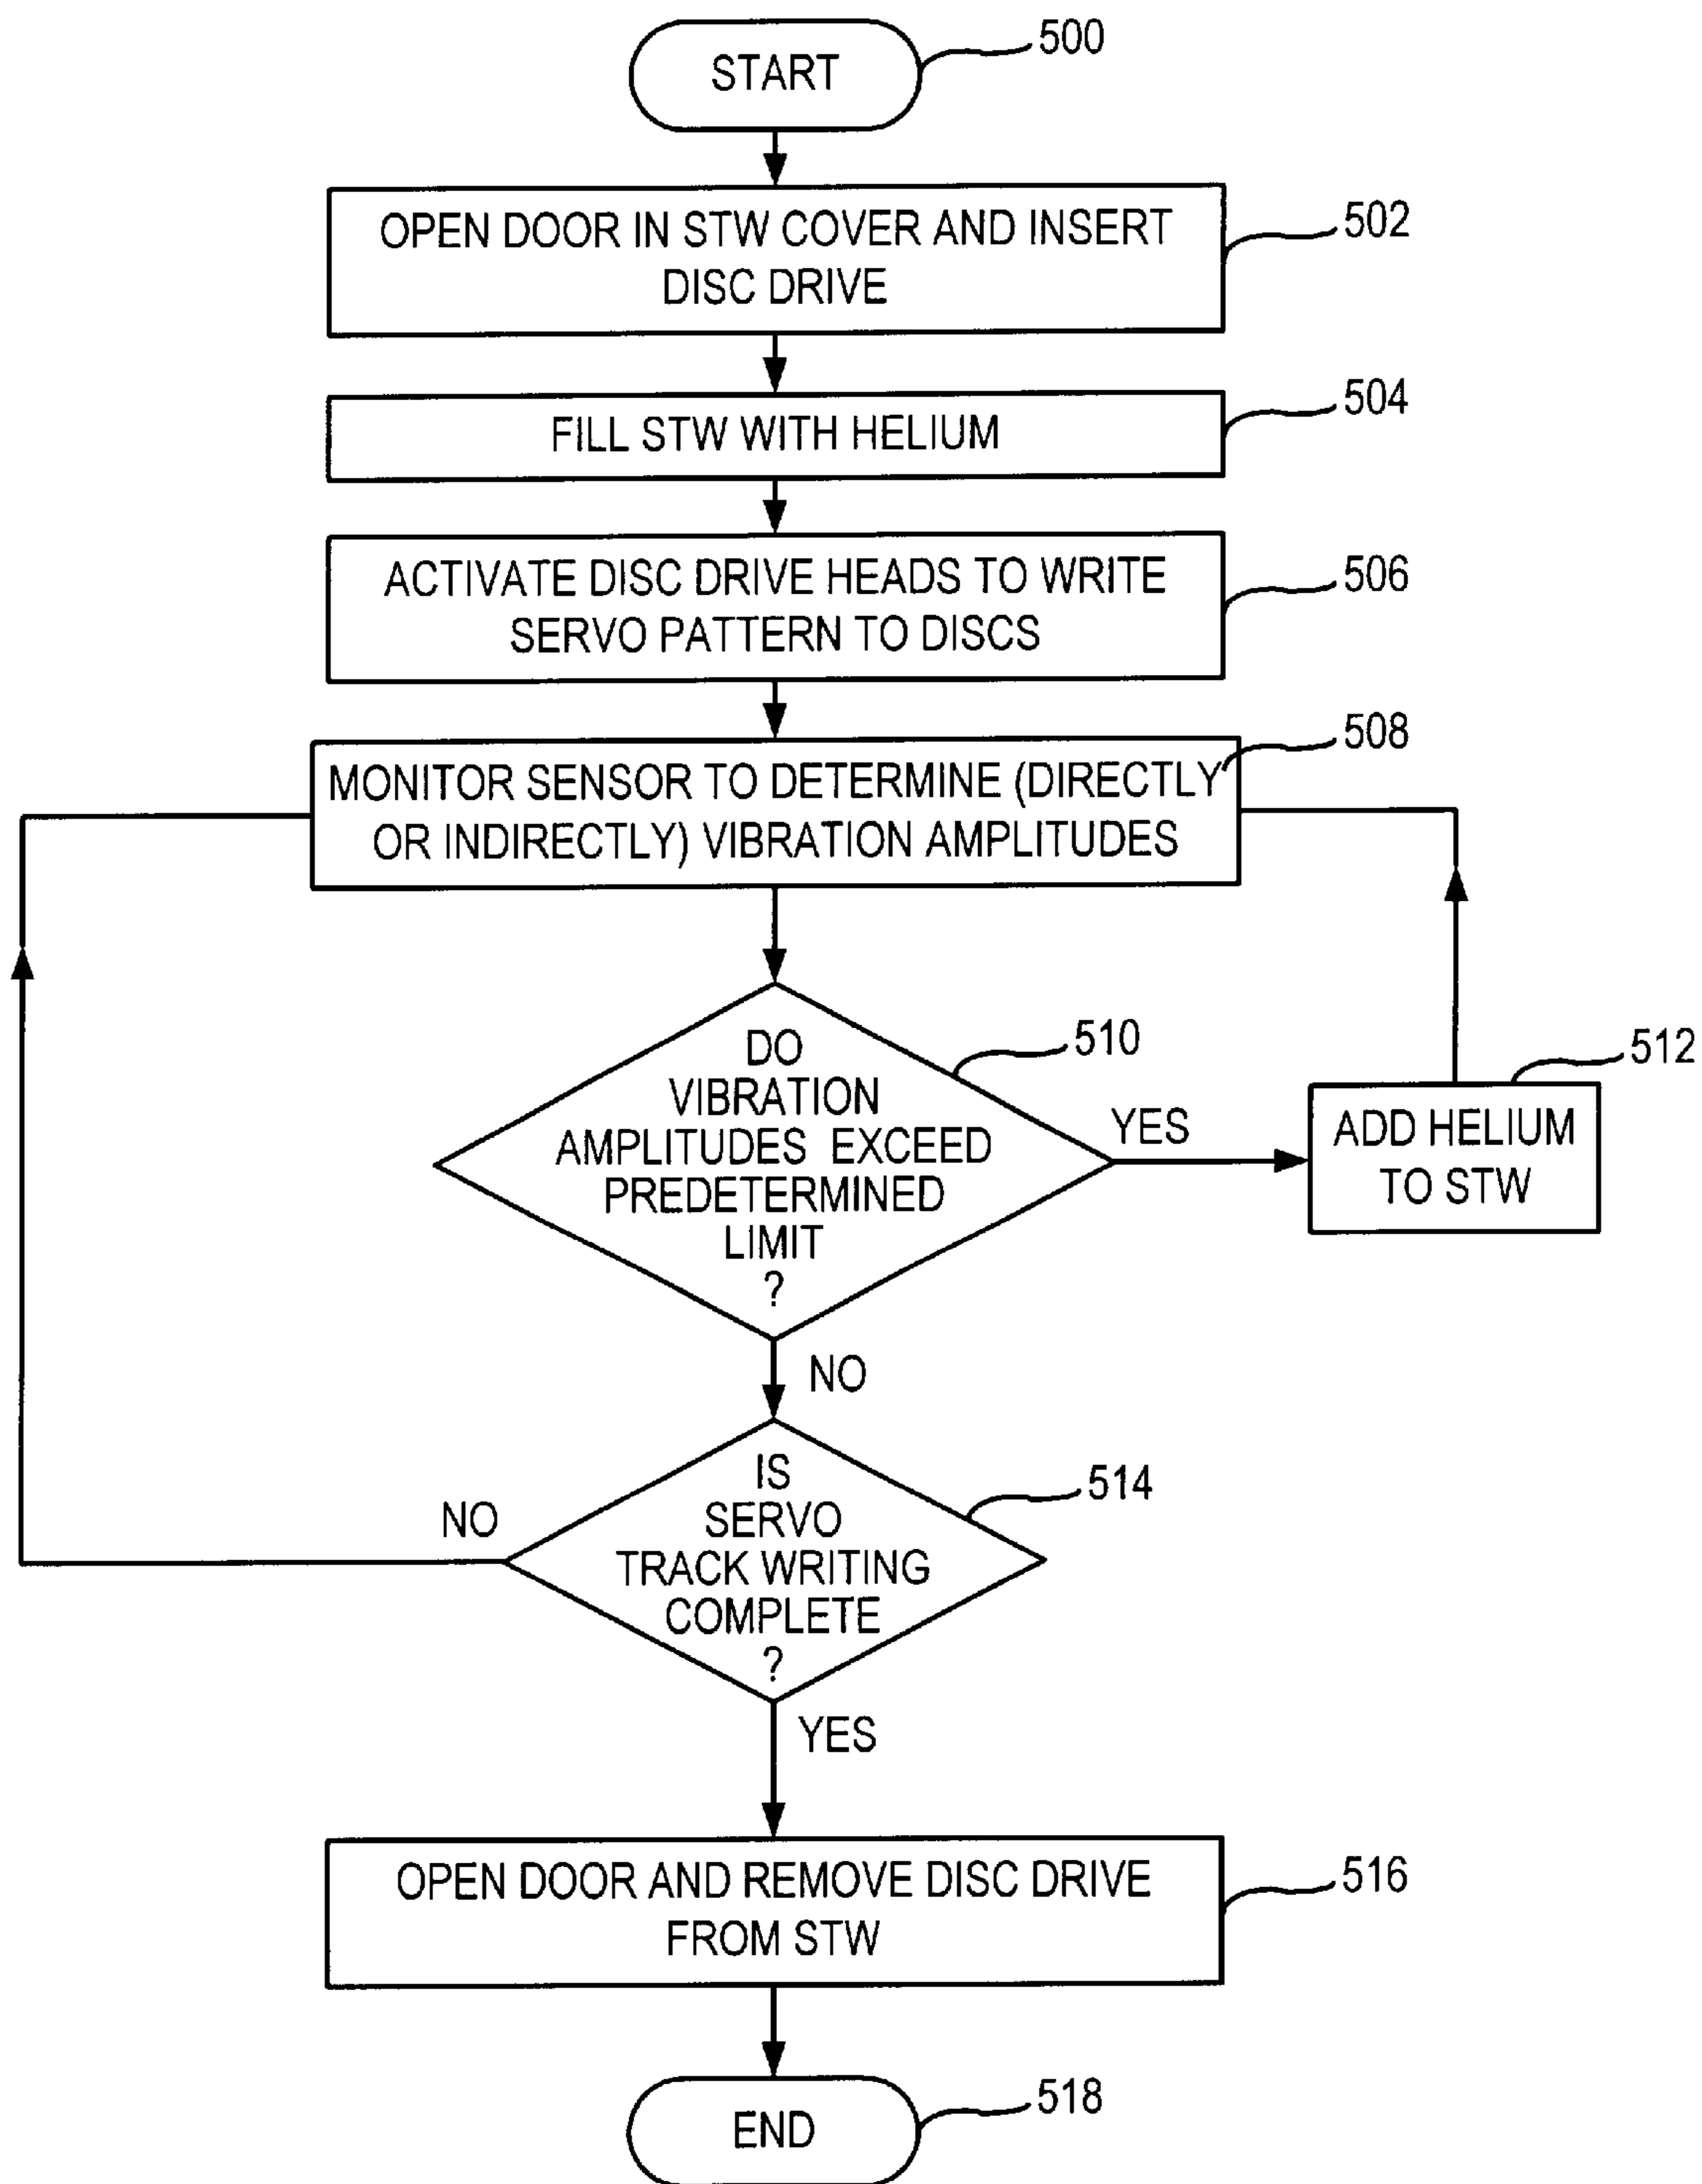 START
500
OPEN DOOR IN STW COVER AND INSERT
DISC DRIVE
502
FILL STW WITH HELIUM
504
ACTIVATE DISC DRIVE HEADS TO WRITE
SERVO PATTERN TO DISCS
506
MONITOR SENSOR TO DETERMINE (DIRECTLY
OR INDIRECTLY) VIBRATION AMPLITUDES
508
DO
VIBRATION
AMPLITUDES EXCEED
PREDETERMINED
LIMIT
?
510
YES
ADD HELIUM
TO STW
512
NO
IS
SERVO
TRACK WRITING
COMPLETE
?
514
NO
YES
OPEN DOOR AND REMOVE DISC DRIVE
FROM STW
516
END
518